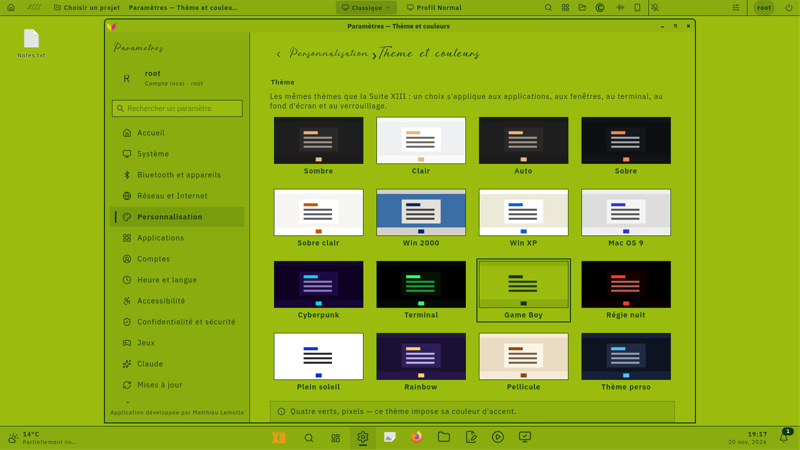 XIII
Choisir un projet
Paramètres — Thème et couleu...
Classique
Profil Normal
root
Notes.txt
Paramètres — Thème et couleurs
Paramètres
R
root
Compte local · root
Rechercher un paramètre
Accueil
Système
Bluetooth et appareils
Réseau et Internet
Personnalisation
Applications
Comptes
Heure et langue
Accessibilité
Confidentialité et sécurité
Jeux
Claude
Mises à jour
Application développée par Matthieu Lamotte
‹ Personnalisation › Thème et couleurs
Thème
Les mêmes thèmes que la Suite XIII : un choix s'applique aux applications, aux fenêtres, au terminal, au
fond d'écran et au verrouillage.
Sombre
Clair
Auto
Sobre
Sobre clair
Win 2000
Win XP
Mac OS 9
Cyberpunk
Terminal
Game Boy
Régie nuit
Plein soleil
Rainbow
Pellicule
Thème perso
Quatre verts, pixels — ce thème impose sa couleur d'accent.
14°C
Partiellement nu...
XIII
19:17
20 nov. 2026
1